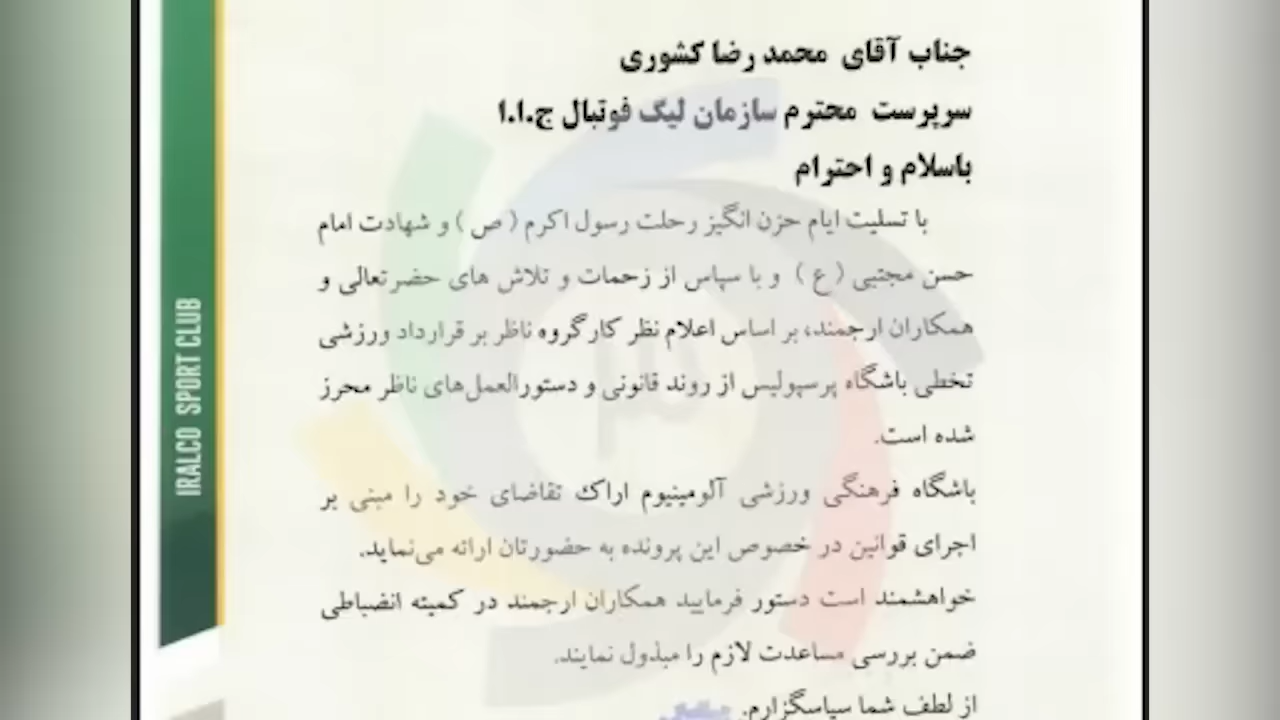 جناب آقای محمد رضا کشوری
سرپرست محترم سازمان لیگ فوتبال ج.ا.ا
باسلام و احترام
با تسلیت ایام حزن انگیز رحلت رسول اکرم ( ص ) و شهادت امام
حسن مجتبی ( ع ) و با سپاس از زحمات و تلاش های حضرتعالی و
همکاران ارجمند، بر اساس اعلام نظر کارگروه ناظر بر قرارداد ورزشی
تخطی باشگاه پرسپولیس از روند قانونی و دستورالعمل‌های ناظر محرز
شده است.
باشگاه فرهنگی ورزشی آلومینیوم اراک تقاضای خود را مبنی بر
اجرای قوانین در خصوص این پرونده به حضورتان ارائه می‌نماید.
خواهشمند است دستور فرمایید همکاران ارجمند در کمیته انضباطی
ضمن بررسی مساعدت لازم را مبذول نمایند.
از لطف شما سپاسگزارم.
IRALCO SPORT CLUB